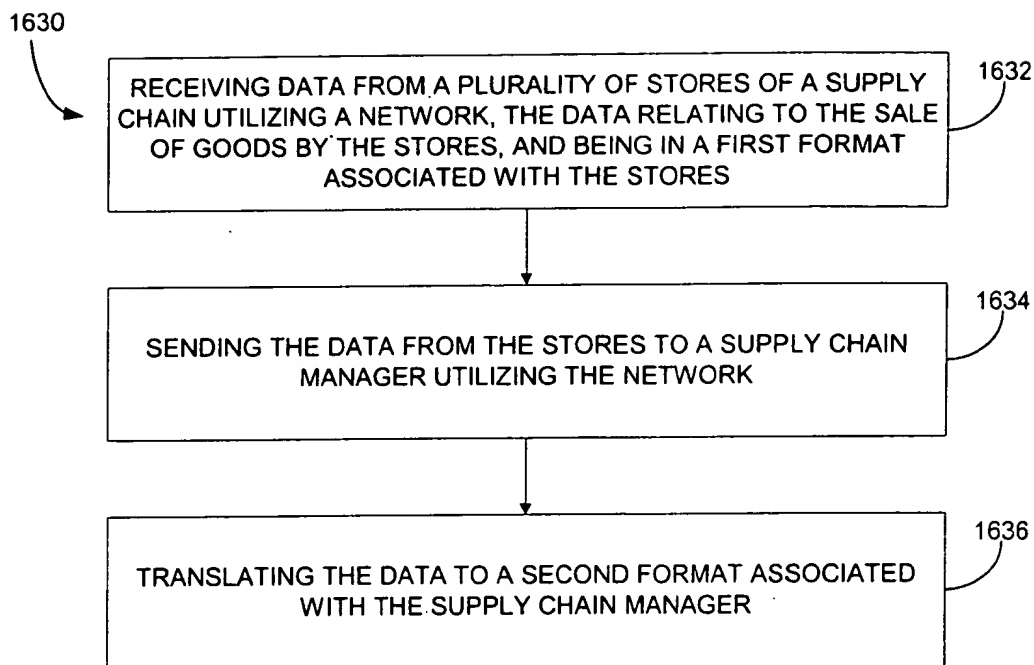 1630
RECEIVING DATA FROM A PLURALITY OF STORES OF A SUPPLY
CHAIN UTILIZING A NETWORK, THE DATA RELATING TO THE SALE
OF GOODS BY THE STORES, AND BEING IN A FIRST FORMAT
ASSOCIATED WITH THE STORES
1632
SENDING THE DATA FROM THE STORES TO A SUPPLY CHAIN
MANAGER UTILIZING THE NETWORK
1634
TRANSLATING THE DATA TO A SECOND FORMAT ASSOCIATED
WITH THE SUPPLY CHAIN MANAGER
1636